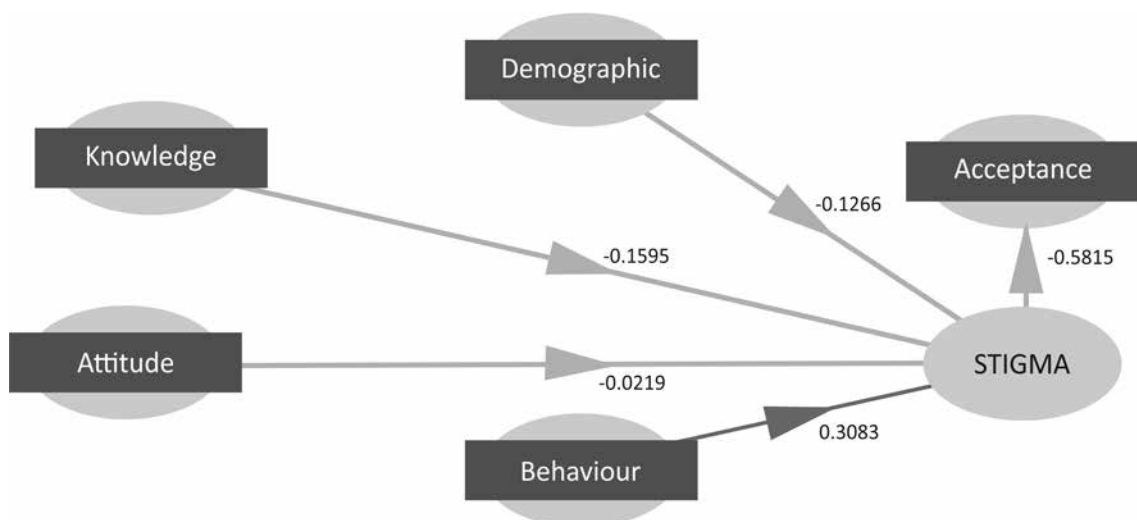 Demographic
Knowledge
Acceptance
-0.1266
-0.1595
-0.5815
Attitude
-0.0219
STIGMA
0.3083
Behaviour